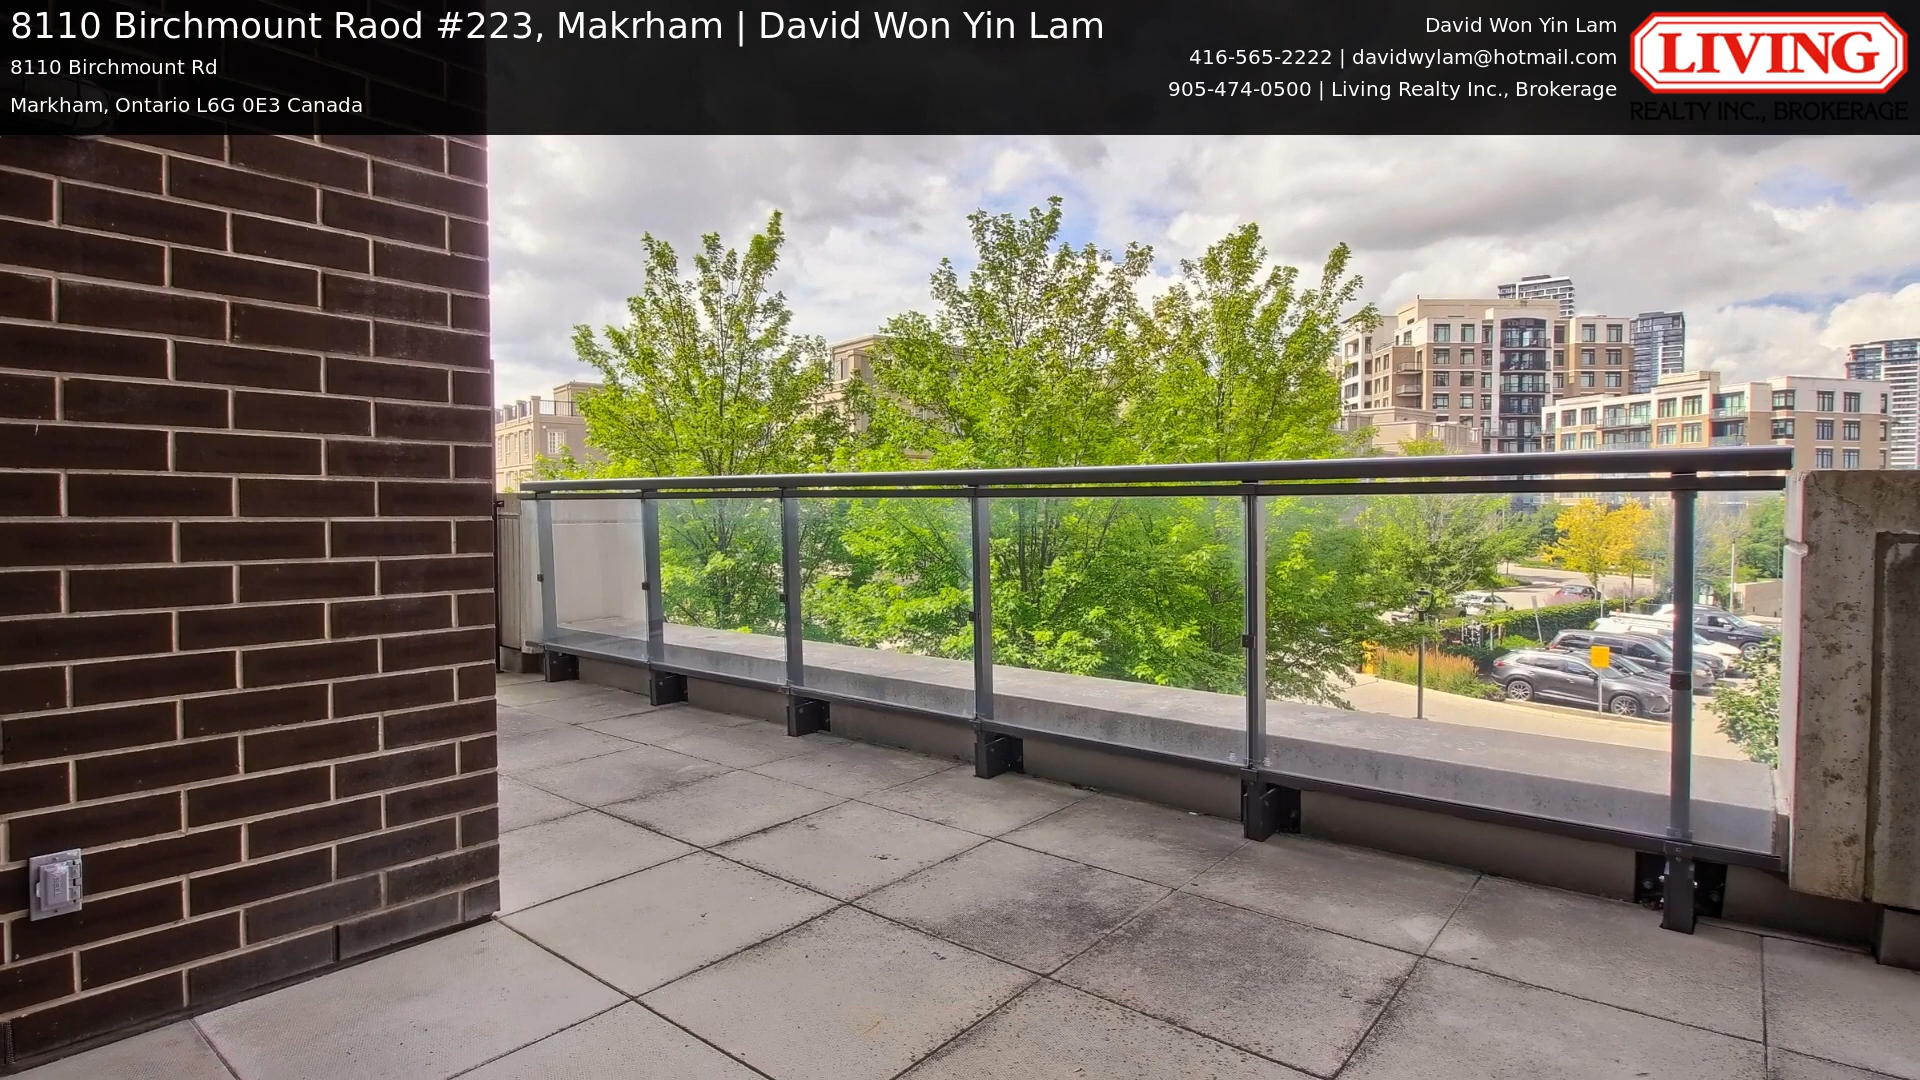 8110 Birchmount Raod #223, Makrham | David Won Yin Lam
8110 Birchmount Rd
Markham, Ontario L6G 0E3 Canada
David Won Yin Lam
416-565-2222 | davidwylam@hotmail.com
905-474-0500 | Living Realty Inc., Brokerage
LIVING
REALTY INC., BROKERAGE